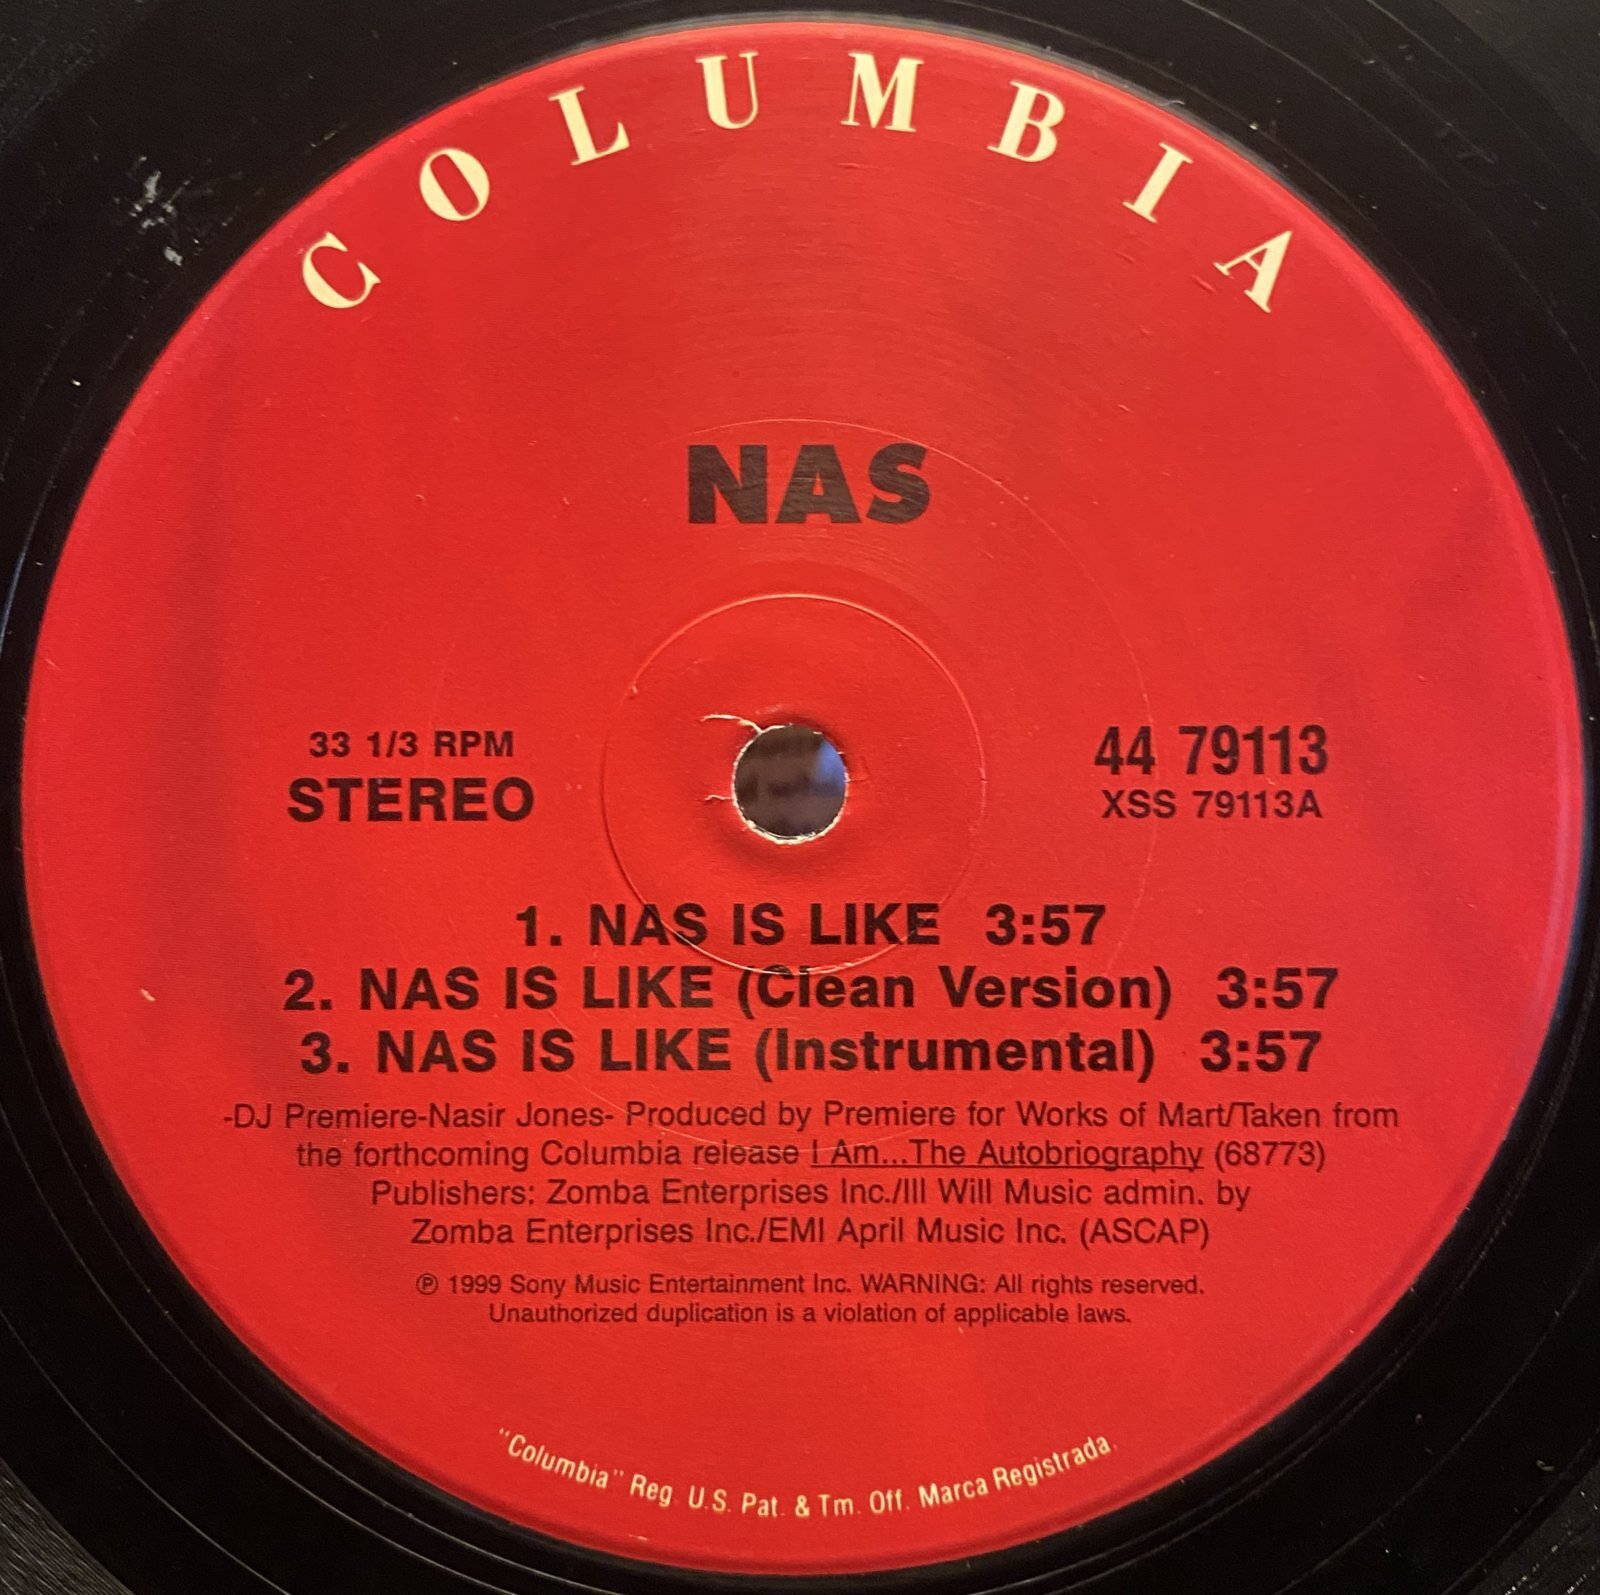 COLUMBIA
NAS
33 1/3 RPM
STEREO
44 79113
XSS 79113A
1. NAS IS LIKE 3:57
2. NAS IS LIKE (Clean Version) 3:57
3. NAS IS LIKE (Instrumental) 3:57
-DJ Premiere-Nasir Jones- Produced by Premiere for Works of Mart/Taken from
the forthcoming Columbia release I Am...The Autobriography (68773)
Publishers: Zomba Enterprises Inc./Ill Will Music admin. by
Zomba Enterprises Inc./EMI April Music Inc. (ASCAP)
℗ 1999 Sony Music Entertainment Inc. WARNING: All rights reserved.
Unauthorized duplication is a violation of applicable laws.
"Columbia" Reg. U.S. Pat. & Tm. Off. Marca Registrada.